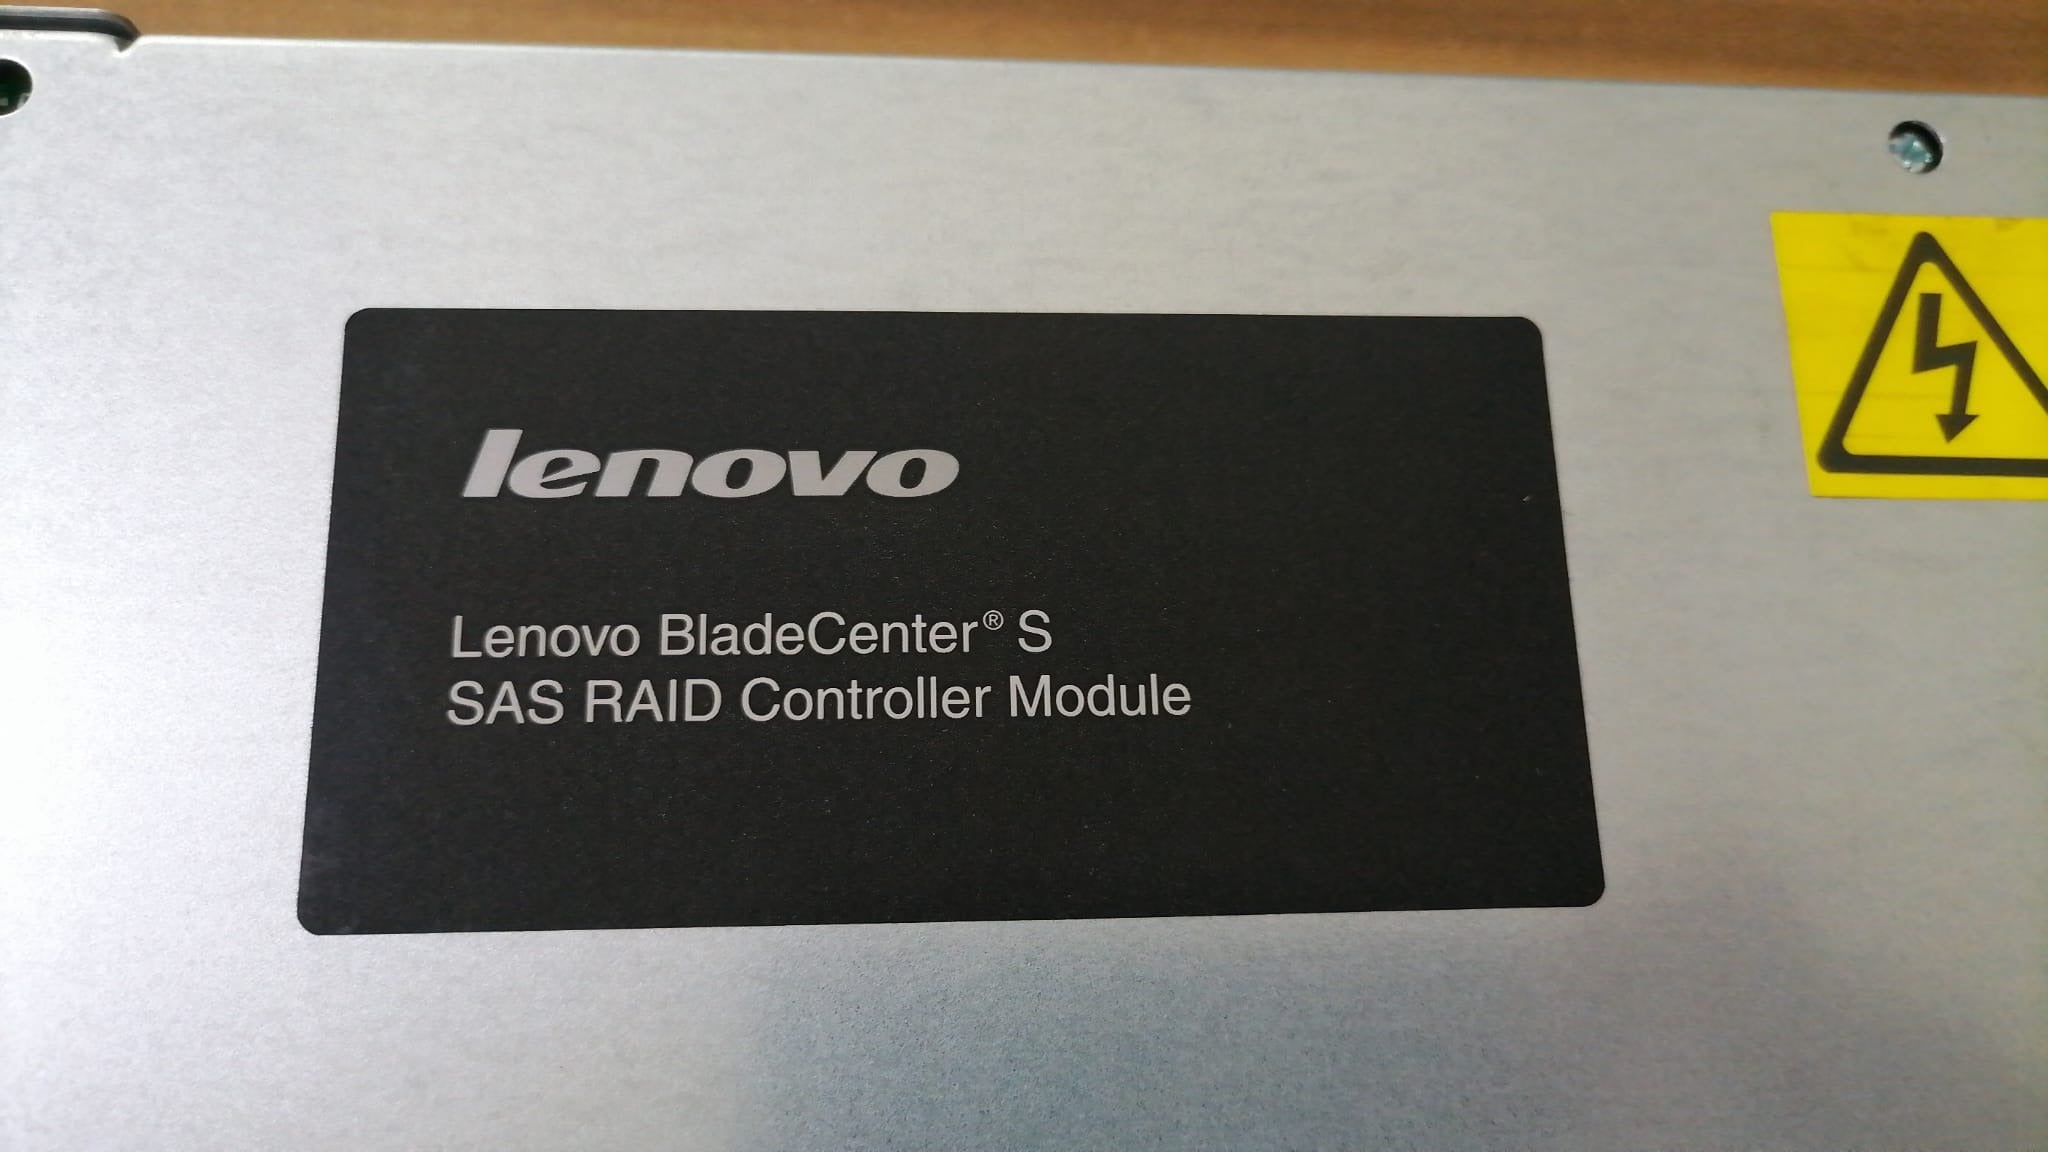 lenovo
Lenovo BladeCenter® S
SAS RAID Controller Module